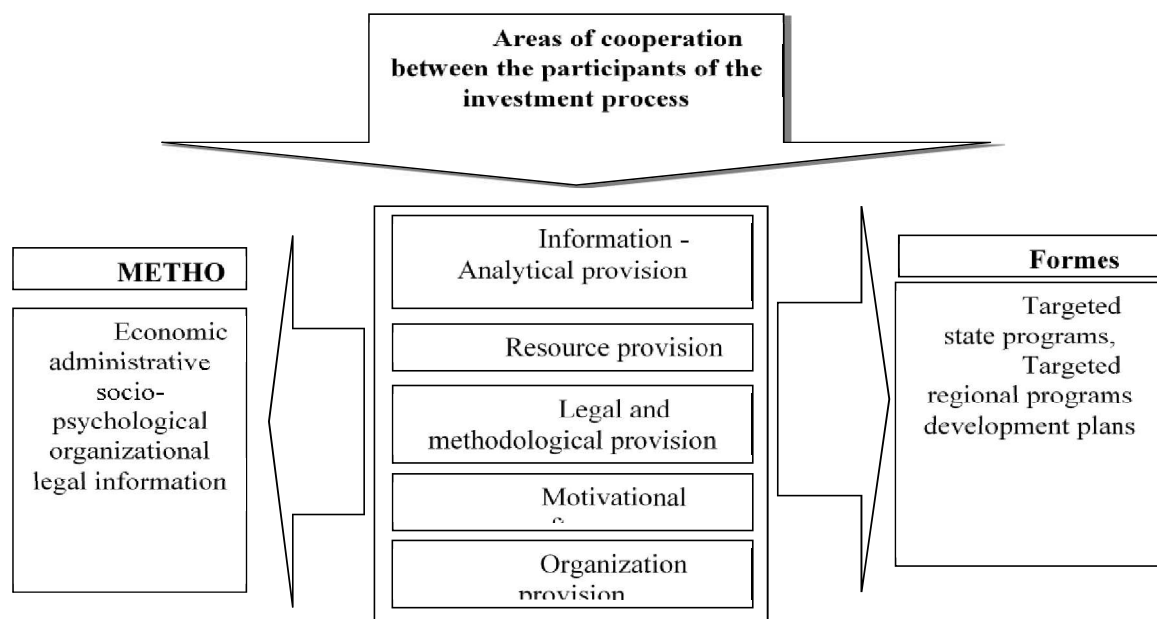 Areas of cooperation
between the participants of the
investment process
METHO
Economic
administrative
socio-
psychological
organizational
legal information
Information -
Analytical provision
Resource provision
Legal and
methodological provision
Motivational
Organization
provision
Formes
Targeted
state programs,
Targeted
regional programs
development plans